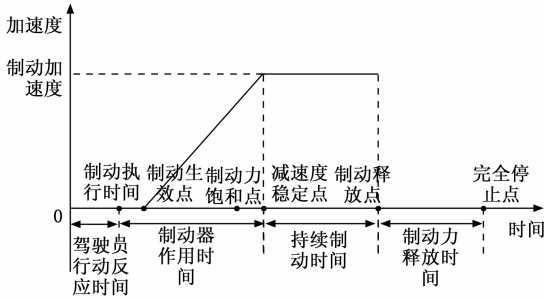 加速度
制动加
速度
制动执
行时间
制动生
效点
制动力
饱和点
减速度
稳定点
制动释
放点
完全停
止点
0
时间
驾驶员
行动反
应时间
制动器
作用时
间
持续制
动时间
制动力
释放时
间